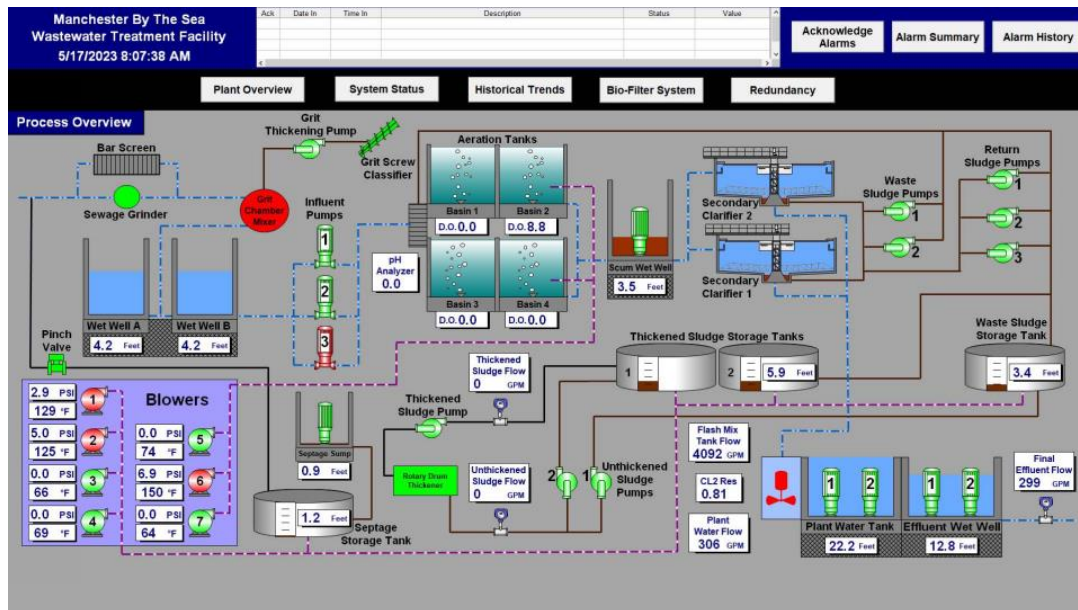 Manchester By The Sea
Wastewater Treatment Facility
5/17/2023 8:07:38 AM
Ack Date In Time In Description Status Value
Acknowledge
Alarms
Alarm Summary
Alarm History
Plant Overview
System Status
Historical Trends
Bio-Filter System
Redundancy
Process Overview
Bar Screen
Sewage Grinder
Grit
Thickening Pump
Grit Screw
Classifier
Grit
Chamber
Mixer
Influent
Pumps
1
2
3
Aeration Tanks
Basin 1
D.O. 0.0
Basin 2
D.O. 8.8
Basin 3
D.O. 0.0
Basin 4
D.O. 0.0
pH
Analyzer
0.0
Scum Wet Well
3.5 Feet
Secondary
Clarifier 2
Secondary
Clarifier 1
Waste
Sludge Pumps
1
2
Return
Sludge Pumps
1
2
3
Wet Well A
4.2 Feet
Wet Well B
4.2 Feet
Pinch
Valve
Blowers
2.9 PSI
129 °F
1
5.0 PSI
125 °F
2
0.0 PSI
66 °F
3
0.0 PSI
69 °F
4
0.0 PSI
74 °F
5
6.9 PSI
150 °F
6
0.0 PSI
64 °F
7
Septage Sump
0.9 Feet
1.2 Feet
Septage
Storage Tank
Thickened
Sludge Flow
0
GPM
Thickened
Sludge Pump
Rotary Drum
Thickener
Unthickened
Sludge Flow
0
GPM
2
1
Unthickened
Sludge
Pumps
Thickened Sludge Storage Tanks
1
2
5.9 Feet
Waste Sludge
Storage Tank
3.4 Feet
Flash Mix
Tank Flow
4092
GPM
CL2 Res
0.81
Plant
Water Flow
306 GPM
1
2
Plant Water Tank
22.2 Feet
1
2
Effluent Wet Well
12.8 Feet
Final
Effluent Flow
299
GPM